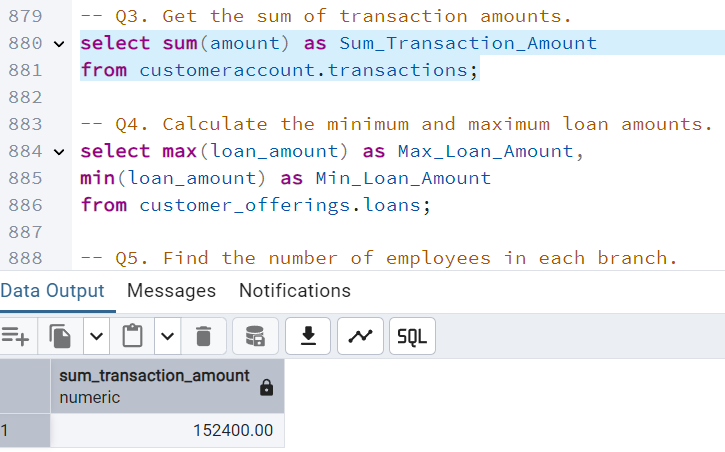 879 -- Q3. Get the sum of transaction amounts.
880 select sum(amount) as Sum_Transaction_Amount
881 from customeraccount.transactions;
882
883 -- Q4. Calculate the minimum and maximum loan amounts.
884 select max(loan_amount) as Max_Loan_Amount,
885 min(loan_amount) as Min_Loan_Amount
886 from customer_offerings.loans;
887
888 -- Q5. Find the number of employees in each branch.
Data Output Messages Notifications
SQL
sum_transaction_amount
numeric
1 152400.00